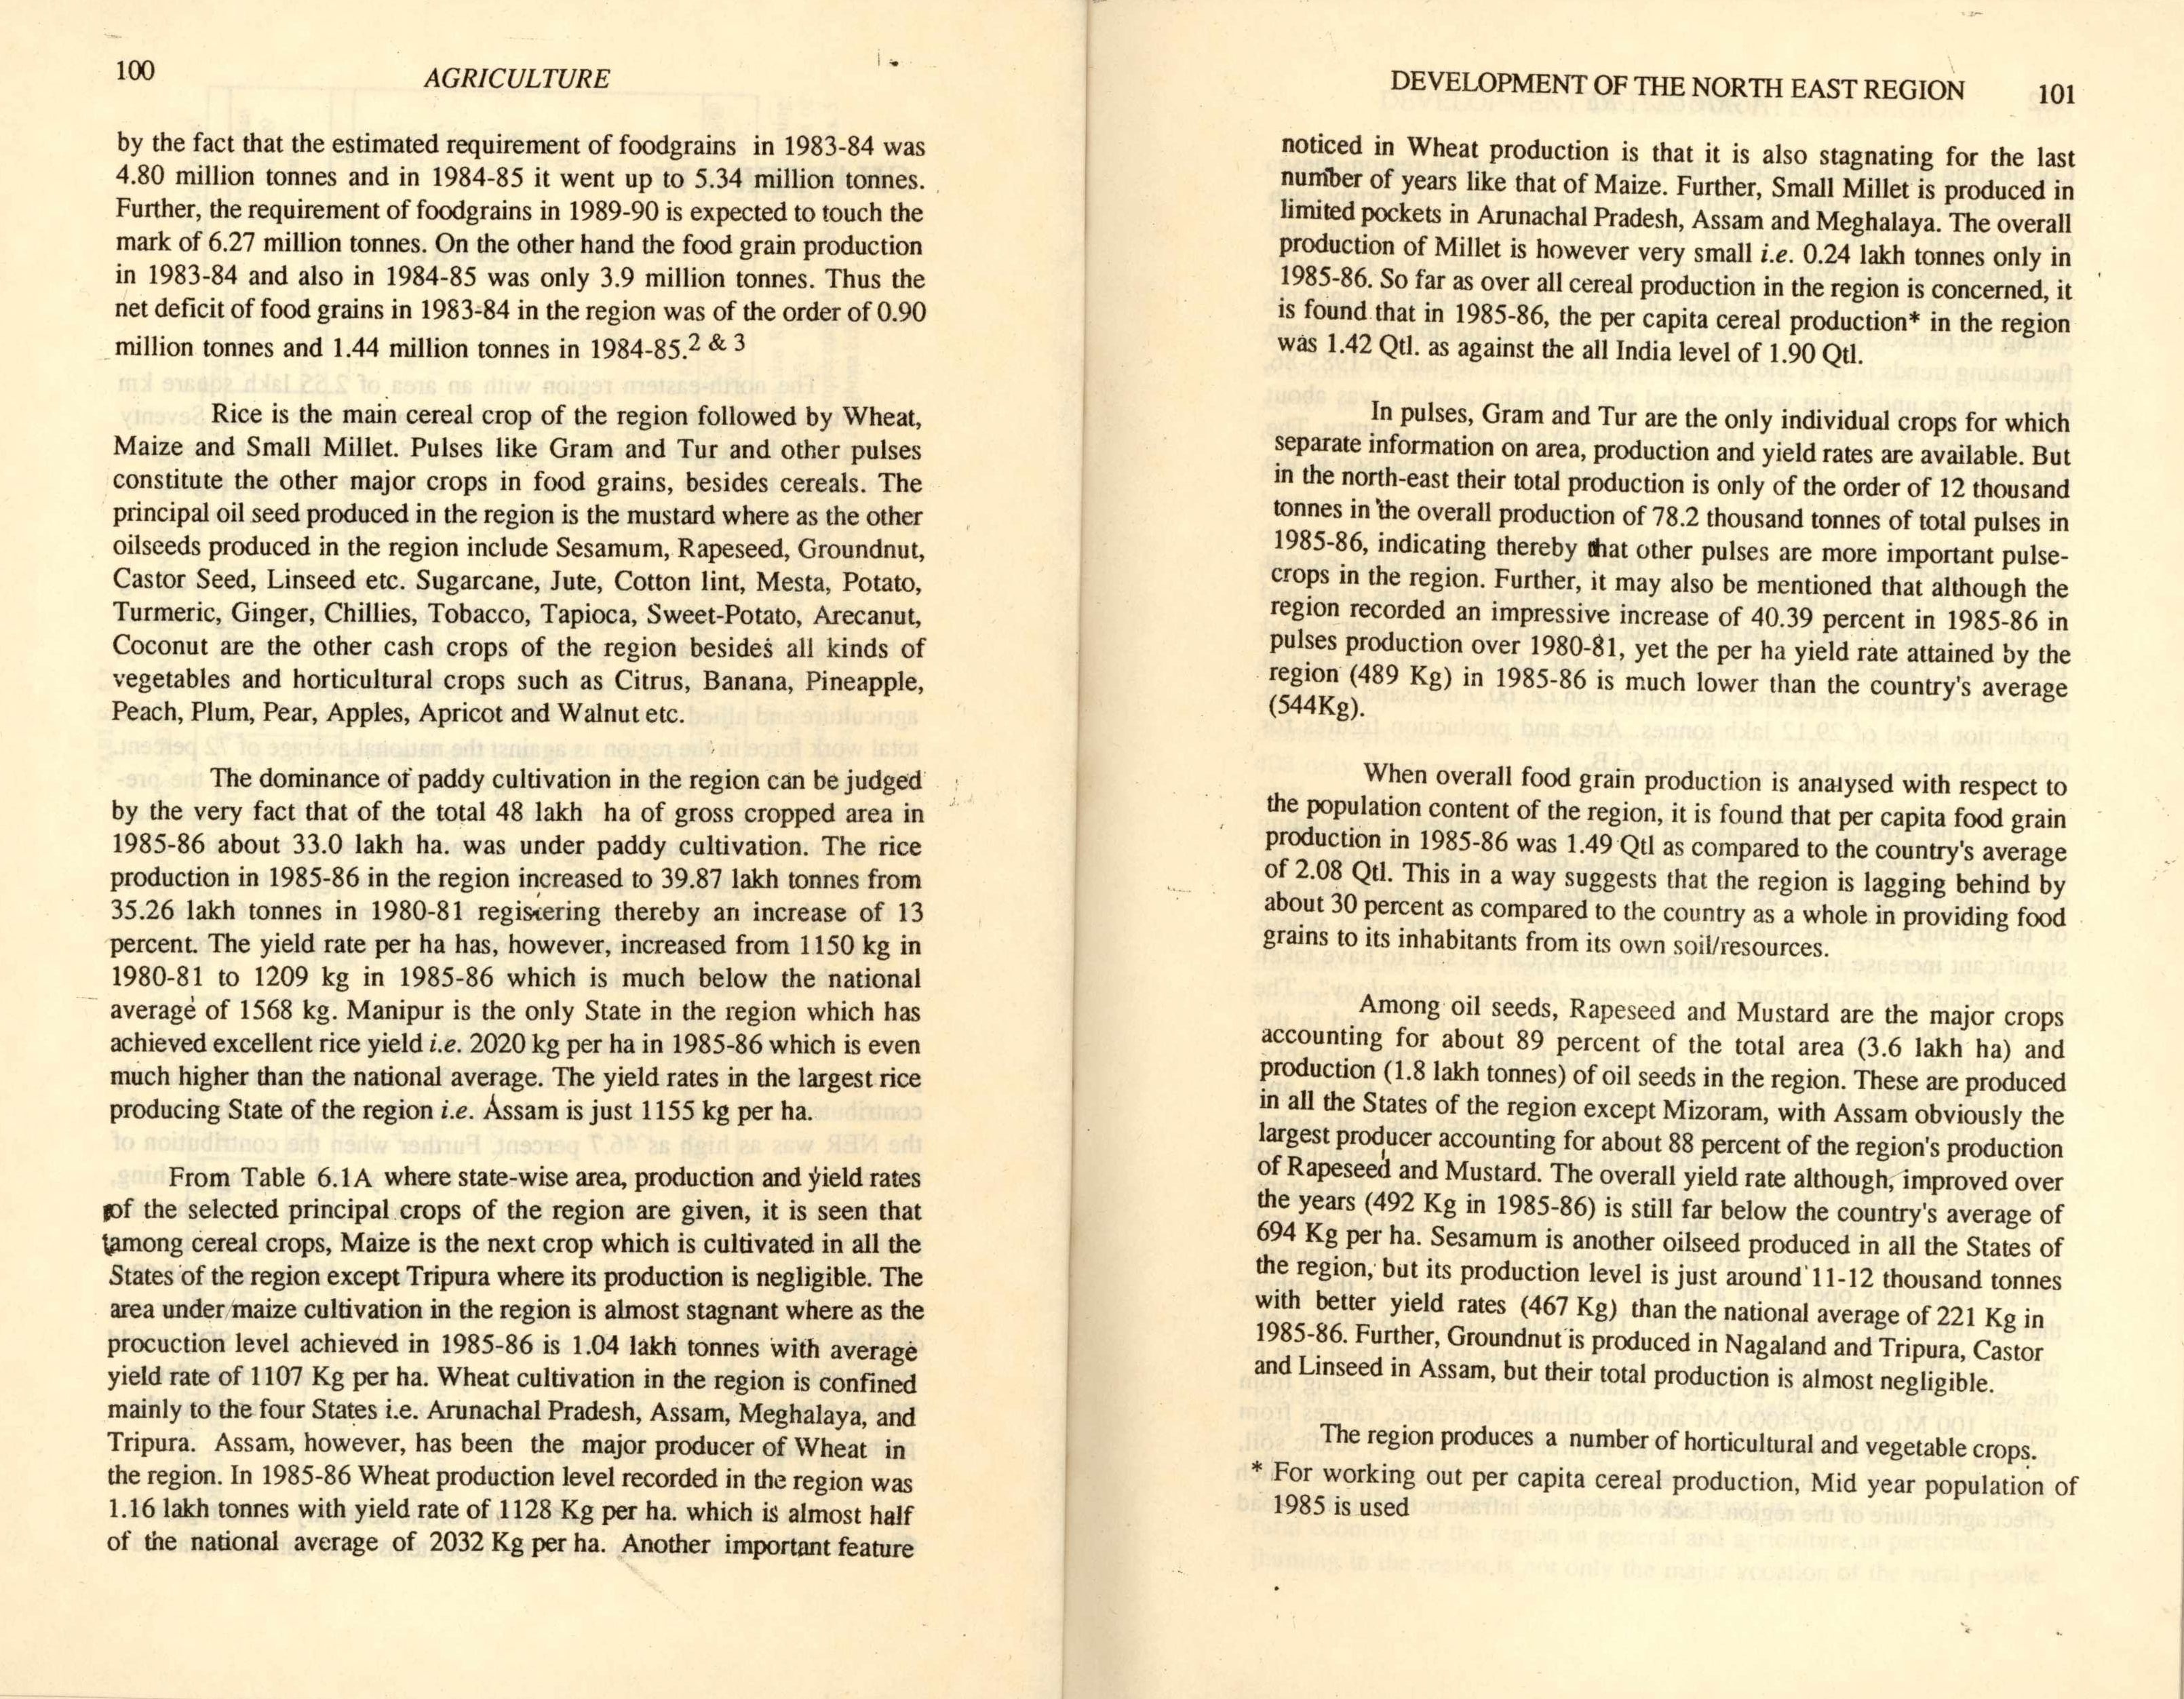 100
AGRICULTURE
by the fact that the estimated requirement of foodgrains in 1983-84 was
4.80 million tonnes and in 1984-85 it went up to 5.34 million tonnes.
Further, the requirement of foodgrains in 1989-90 is expected to touch the
mark of 6.27 million tonnes. On the other hand the food grain production
in 1983-84 and also in 1984-85 was only 3.9 million tonnes. Thus the
net deficit of food grains in 1983-84 in the region was of the order of 0.90
million tonnes and 1.44 million tonnes in 1984-85.2 & 3
Rice is the main cereal crop of the region followed by Wheat,
Maize and Small Millet. Pulses like Gram and Tur and other pulses
constitute the other major crops in food grains, besides cereals. The
principal oil seed produced in the region is the mustard where as the other
oilseeds produced in the region include Sesamum, Rapeseed, Groundnut,
Castor Seed, Linseed etc. Sugarcane, Jute, Cotton lint, Mesta, Potato,
Turmeric, Ginger, Chillies, Tobacco, Tapioca, Sweet-Potato, Arecanut,
Coconut are the other cash crops of the region besides all kinds of
vegetables and horticultural crops such as Citrus, Banana, Pineapple,
Peach, Plum, Pear, Apples, Apricot and Walnut etc.
The dominance of paddy cultivation in the region can be judged
by the very fact that of the total 48 lakh ha of gross cropped area in
1985-86 about 33.0 lakh ha. was under paddy cultivation. The rice
production in 1985-86 in the region increased to 39.87 lakh tonnes from
35.26 lakh tonnes in 1980-81 registering thereby an increase of 13
percent. The yield rate per ha has, however, increased from 1150 kg in
1980-81 to 1209 kg in 1985-86 which is much below the national
average of 1568 kg. Manipur is the only State in the region which has
achieved excellent rice yield i.e. 2020 kg per ha in 1985-86 which is even
much higher than the national average. The yield rates in the largest rice
producing State of the region i.e. Assam is just 1155 kg per ha.
From Table 6.1A where state-wise area, production and yield rates
of the selected principal crops of the region are given, it is seen that
among cereal crops, Maize is the next crop which is cultivated in all the
States of the region except Tripura where its production is negligible. The
area under maize cultivation in the region is almost stagnant where as the
procuction level achieved in 1985-86 is 1.04 lakh tonnes with average
yield rate of 1107 Kg per ha. Wheat cultivation in the region is confined
mainly to the four States i.e. Arunachal Pradesh, Assam, Meghalaya, and
Tripura. Assam, however, has been the major producer of Wheat in
the region. In 1985-86 Wheat production level recorded in the region was
1.16 lakh tonnes with yield rate of 1128 Kg per ha. which is almost half
of the national average of 2032 Kg per ha. Another important feature
DEVELOPMENT OF THE NORTH EAST REGION
101
noticed in Wheat production is that it is also stagnating for the last
number of years like that of Maize. Further, Small Millet is produced in
limited pockets in Arunachal Pradesh, Assam and Meghalaya. The overall
production of Millet is however very small i.e. 0.24 lakh tonnes only in
1985-86. So far as over all cereal production in the region is concerned, it
is found that in 1985-86, the per capita cereal production* in the region
was 1.42 Qtl. as against the all India level of 1.90 Qtl.
In pulses, Gram and Tur are the only individual crops for which
separate information on area, production and yield rates are available. But
in the north-east their total production is only of the order of 12 thousand
tonnes in the overall production of 78.2 thousand tonnes of total pulses in
1985-86, indicating thereby that other pulses are more important pulse-
crops in the region. Further, it may also be mentioned that although the
region recorded an impressive increase of 40.39 percent in 1985-86 in
pulses production over 1980-81, yet the per ha yield rate attained by the
region (489 Kg) in 1985-86 is much lower than the country's average
(544Kg).
When overall food grain production is analysed with respect to
the population content of the region, it is found that per capita food grain
production in 1985-86 was 1.49 Qtl as compared to the country's average
of 2.08 Qtl. This in a way suggests that the region is lagging behind by
about 30 percent as compared to the country as a whole in providing food
grains to its inhabitants from its own soil/resources.
Among oil seeds, Rapeseed and Mustard are the major crops
accounting for about 89 percent of the total area (3.6 lakh ha) and
production (1.8 lakh tonnes) of oil seeds in the region. These are produced
in all the States of the region except Mizoram, with Assam obviously the
largest producer accounting for about 88 percent of the region's production
of Rapeseed and Mustard. The overall yield rate although, improved over
the years (492 Kg in 1985-86) is still far below the country's average of
694 Kg per ha. Sesamum is another oilseed produced in all the States of
the region, but its production level is just around 11-12 thousand tonnes
with better yield rates (467 Kg) than the national average of 221 Kg in
1985-86. Further, Groundnut is produced in Nagaland and Tripura, Castor
and Linseed in Assam, but their total production is almost negligible.
The region produces a number of horticultural and vegetable crops.
* For working out per capita cereal production, Mid year population of
1985 is used